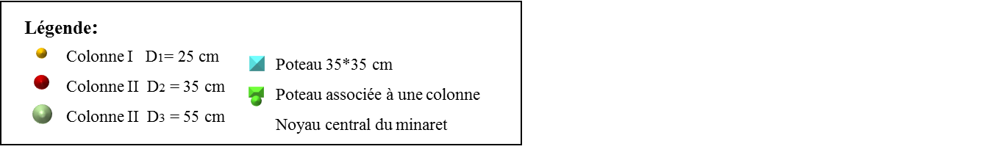 Légende:
Colonne I D1= 25 cm
Colonne II D2 = 35 cm
Colonne II D3 = 55 cm
Poteau 35*35 cm
Poteau associée à une colonne
Noyau central du minaret